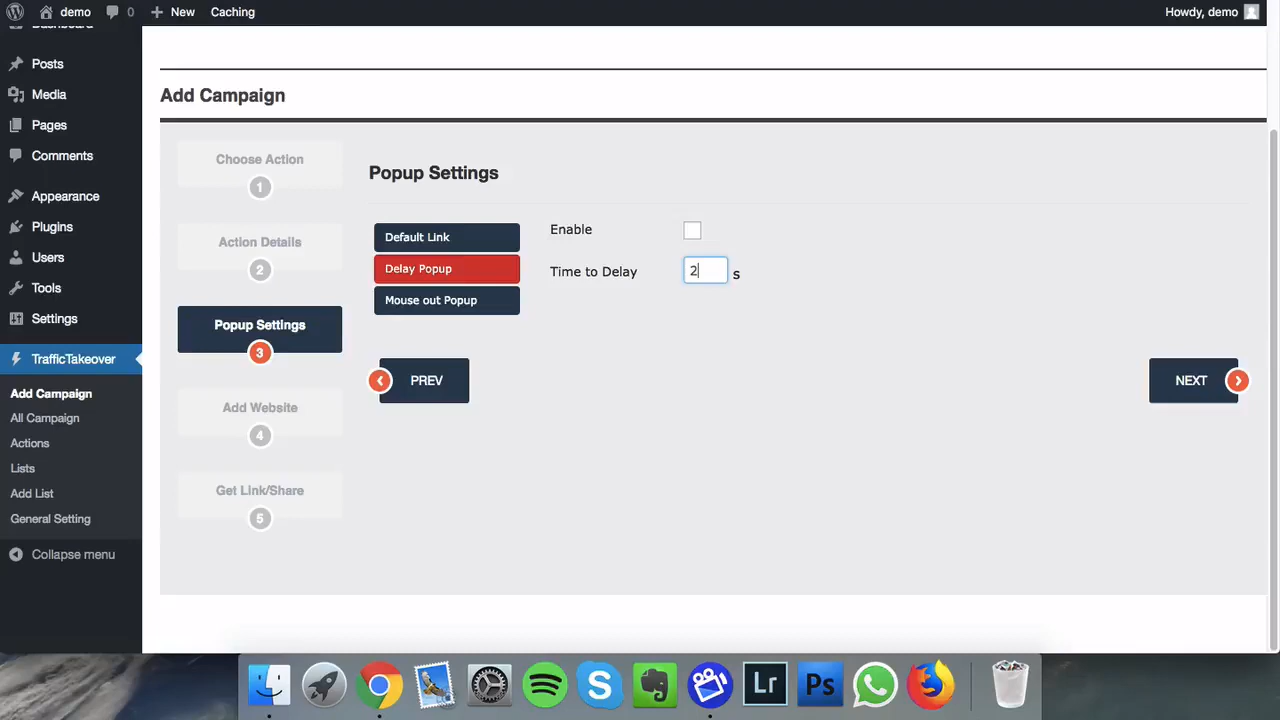 demo
0
New
Caching
Howdy, demo
Dashboard
Posts
Media
Pages
Comments
Appearance
Plugins
Users
Tools
Settings
TrafficTakeover
Add Campaign
All Campaign
Actions
Lists
Add List
General Setting
Collapse menu
Add Campaign
Choose Action
1
Action Details
2
Popup Settings
3
Add Website
4
Get Link/Share
5
Popup Settings
Default Link
Delay Popup
Mouse out Popup
Enable
Time to Delay
2
s
PREV
NEXT
S
Lr
Ps